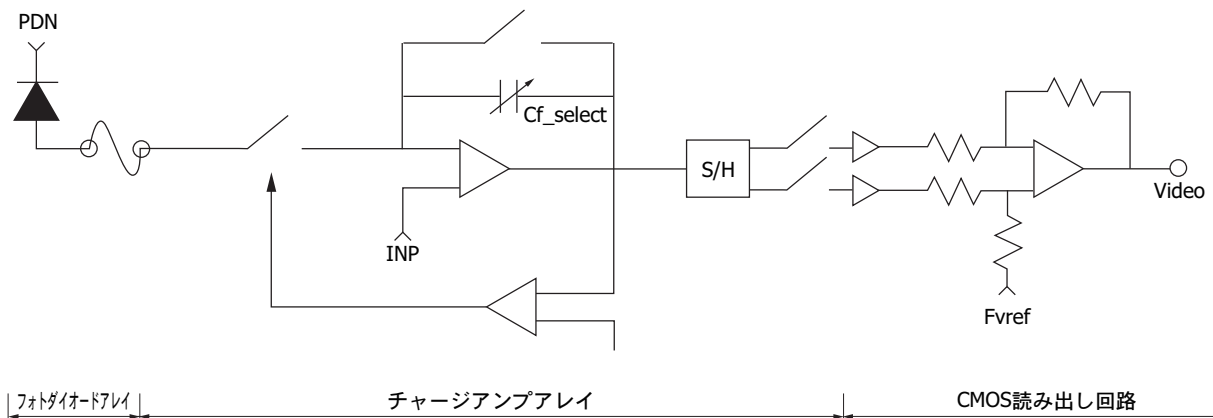 PDN
Cf_select
S/H
Video
INP
Fvref
フォトダイオードアレイ
チャージアンプアレイ
CMOS読み出し回路